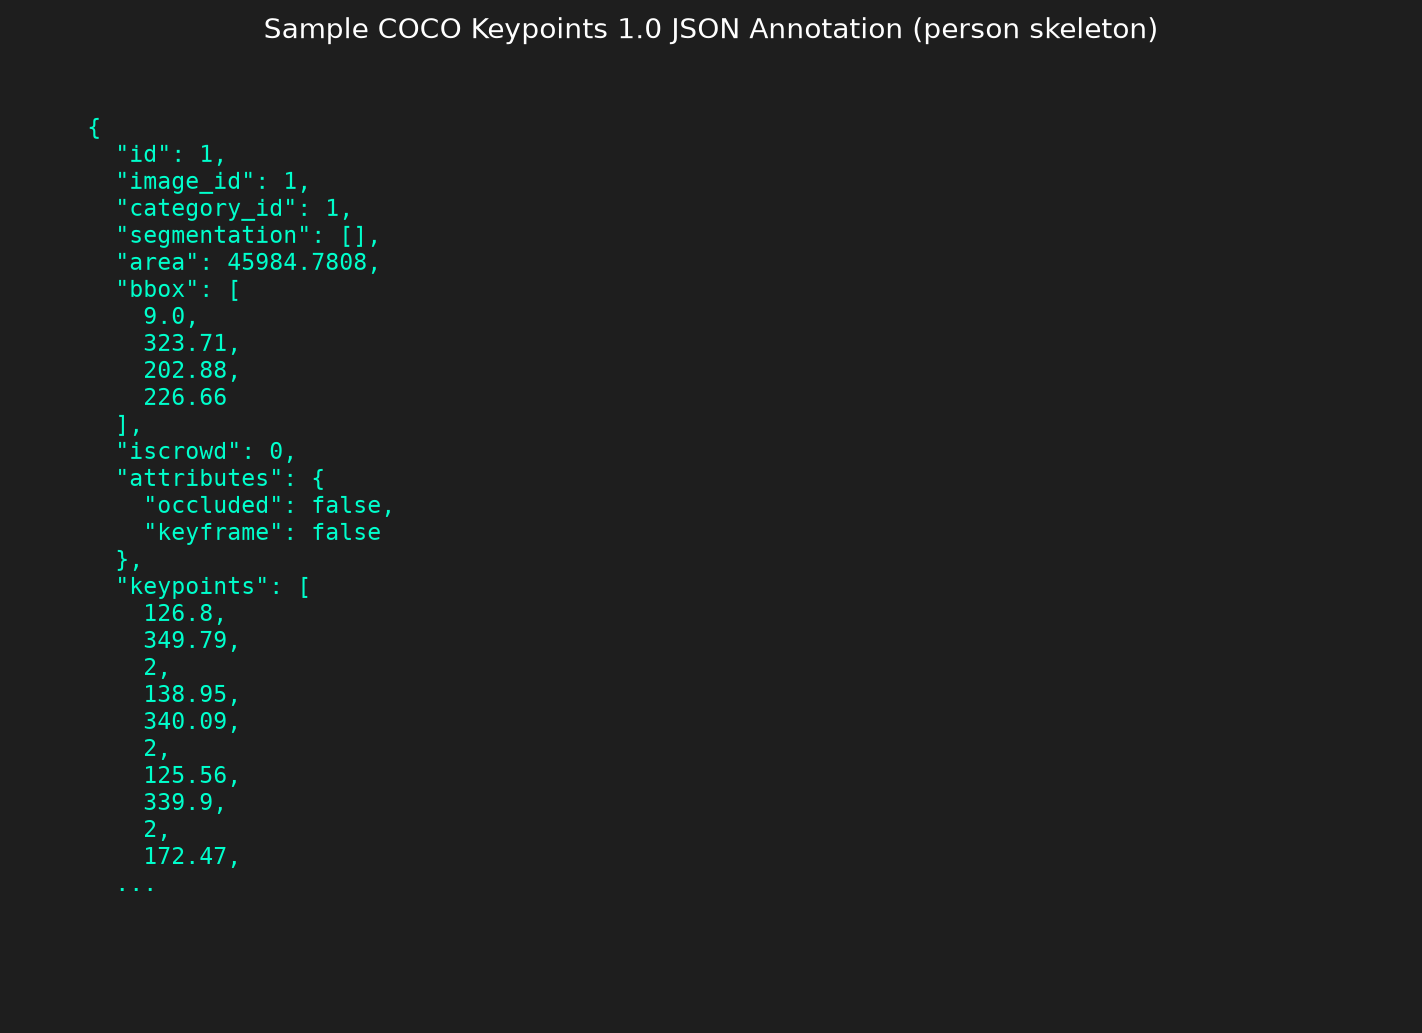 Sample COCO Keypoints 1.0 JSON Annotation (person skeleton)
{
  "id": 1,
  "image_id": 1,
  "category_id": 1,
  "segmentation": [],
  "area": 45984.7808,
  "bbox": [
    9.0,
    323.71,
    202.88,
    226.66
  ],
  "iscrowd": 0,
  "attributes": {
    "occluded": false,
    "keyframe": false
  },
  "keypoints": [
    126.8,
    349.79,
    2,
    138.95,
    340.09,
    2,
    125.56,
    339.9,
    2,
    172.47,
  ...